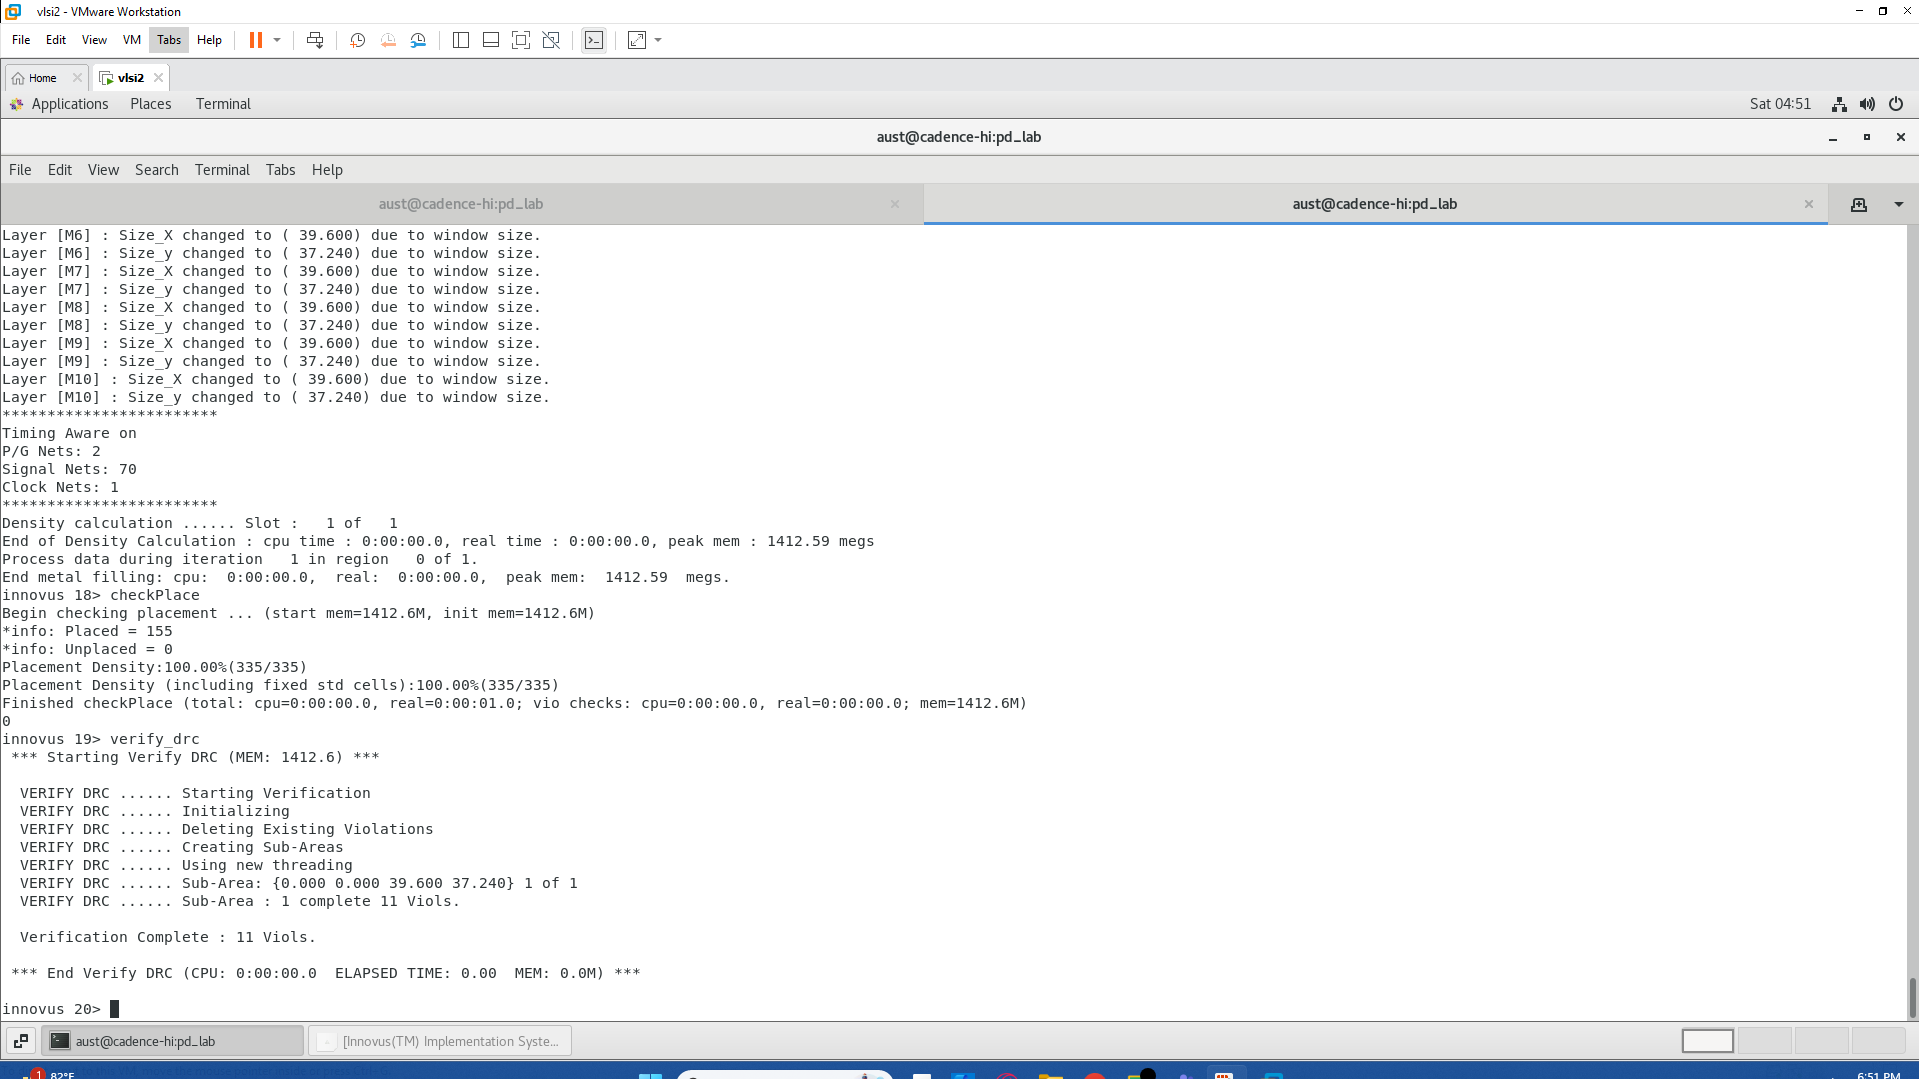 vlsi2 - VMware Workstation
File Edit View VM Tabs Help
Home vlsi2
Applications Places Terminal Sat 04:51
aust@cadence-hi:pd_lab
File Edit View Search Terminal Tabs Help
aust@cadence-hi:pd_lab aust@cadence-hi:pd_lab
Layer [M6] : Size_X changed to ( 39.600) due to window size.
Layer [M6] : Size_y changed to ( 37.240) due to window size.
Layer [M7] : Size_X changed to ( 39.600) due to window size.
Layer [M7] : Size_y changed to ( 37.240) due to window size.
Layer [M8] : Size_X changed to ( 39.600) due to window size.
Layer [M8] : Size_y changed to ( 37.240) due to window size.
Layer [M9] : Size_X changed to ( 39.600) due to window size.
Layer [M9] : Size_y changed to ( 37.240) due to window size.
Layer [M10] : Size_X changed to ( 39.600) due to window size.
Layer [M10] : Size_y changed to ( 37.240) due to window size.
************************
Timing Aware on
P/G Nets: 2
Signal Nets: 70
Clock Nets: 1
************************
Density calculation ...... Slot :   1 of   1
End of Density Calculation : cpu time : 0:00:00.0, real time : 0:00:00.0, peak mem : 1412.59 megs
Process data during iteration   1 in region   0 of 1.
End metal filling: cpu:  0:00:00.0,  real:  0:00:00.0,  peak mem:  1412.59  megs.
innovus 18> checkPlace
Begin checking placement ... (start mem=1412.6M, init mem=1412.6M)
*info: Placed = 155
*info: Unplaced = 0
Placement Density:100.00%(335/335)
Placement Density (including fixed std cells):100.00%(335/335)
Finished checkPlace (total: cpu=0:00:00.0, real=0:00:01.0; vio checks: cpu=0:00:00.0, real=0:00:00.0; mem=1412.6M)
0
innovus 19> verify_drc
*** Starting Verify DRC (MEM: 1412.6) ***
VERIFY DRC ...... Starting Verification
VERIFY DRC ...... Initializing
VERIFY DRC ...... Deleting Existing Violations
VERIFY DRC ...... Creating Sub-Areas
VERIFY DRC ...... Using new threading
VERIFY DRC ...... Sub-Area: {0.000 0.000 39.600 37.240} 1 of 1
VERIFY DRC ...... Sub-Area : 1 complete 11 Viols.
Verification Complete : 11 Viols.
*** End Verify DRC (CPU: 0:00:00.0  ELAPSED TIME: 0.00  MEM: 0.0M) ***
innovus 20>
aust@cadence-hi:pd_lab [Innovus(TM) Implementation Syste...
1 82°F 6:51 PM